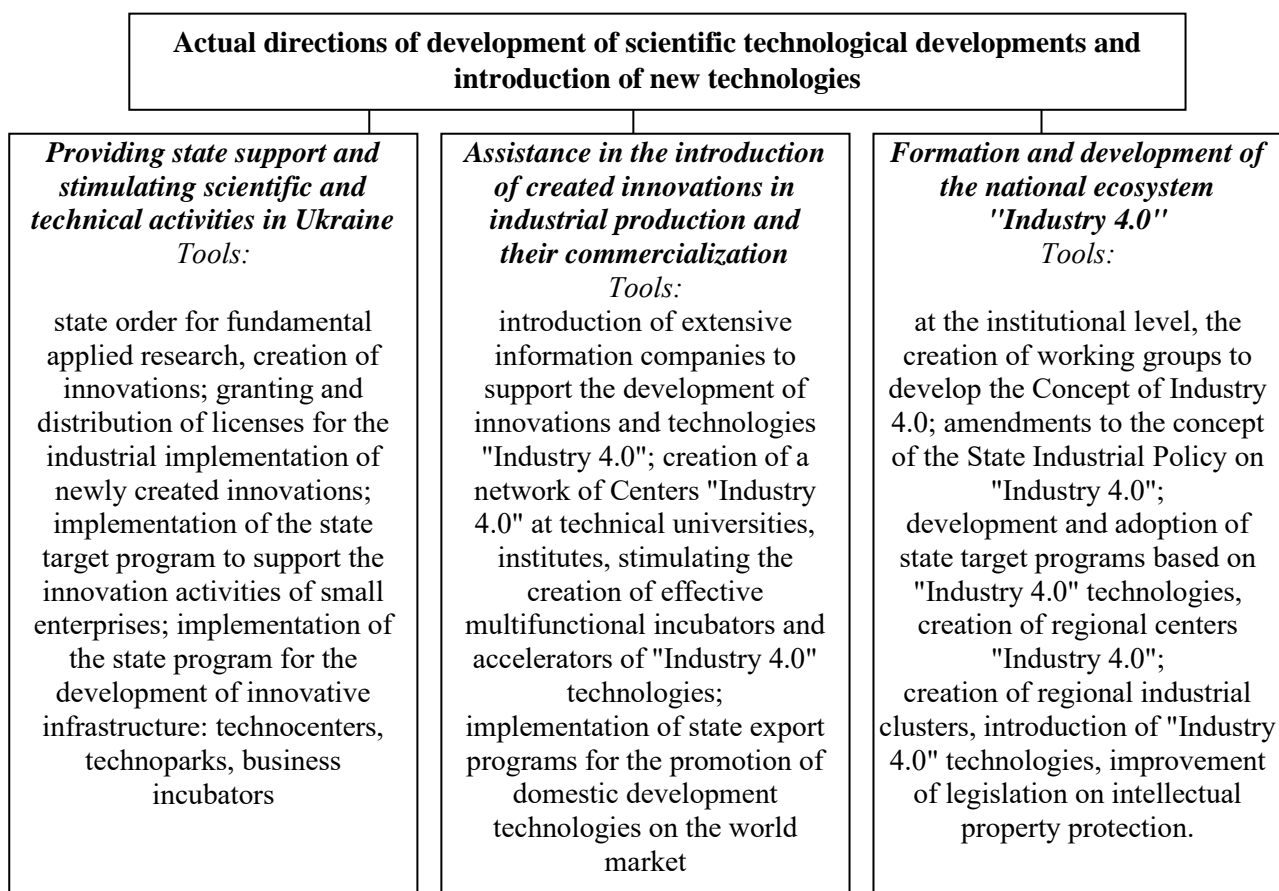 Actual directions of development of scientific technological developments and
introduction of new technologies
Providing state support and
stimulating scientific and
technical activities in Ukraine
Tools:
state order for fundamental
applied research, creation of
innovations; granting and
distribution of licenses for the
industrial implementation of
newly created innovations;
implementation of the state
target program to support the
innovation activities of small
enterprises; implementation of
the state program for the
development of innovative
infrastructure: technocenters,
technoparks, business
incubators
Assistance in the introduction
of created innovations in
industrial production and
their commercialization
Tools:
introduction of extensive
information companies to
support the development of
innovations and technologies
"Industry 4.0"; creation of a
network of Centers "Industry
4.0" at technical universities,
institutes, stimulating the
creation of effective
multifunctional incubators and
accelerators of "Industry 4.0"
technologies;
implementation of state export
programs for the promotion of
domestic development
technologies on the world
market
Formation and development of
the national ecosystem
"Industry 4.0"
Tools:
at the institutional level, the
creation of working groups to
develop the Concept of Industry
4.0; amendments to the concept
of the State Industrial Policy on
"Industry 4.0";
development and adoption of
state target programs based on
"Industry 4.0" technologies,
creation of regional centers
"Industry 4.0";
creation of regional industrial
clusters, introduction of "Industry
4.0" technologies, improvement
of legislation on intellectual
property protection.